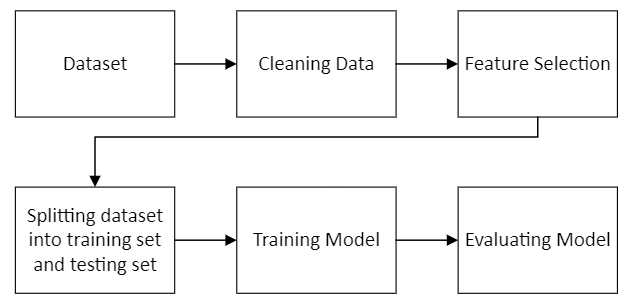 Dataset
Cleaning Data
Feature Selection
Splitting dataset
into training set
and testing set
Training Model
Evaluating Model